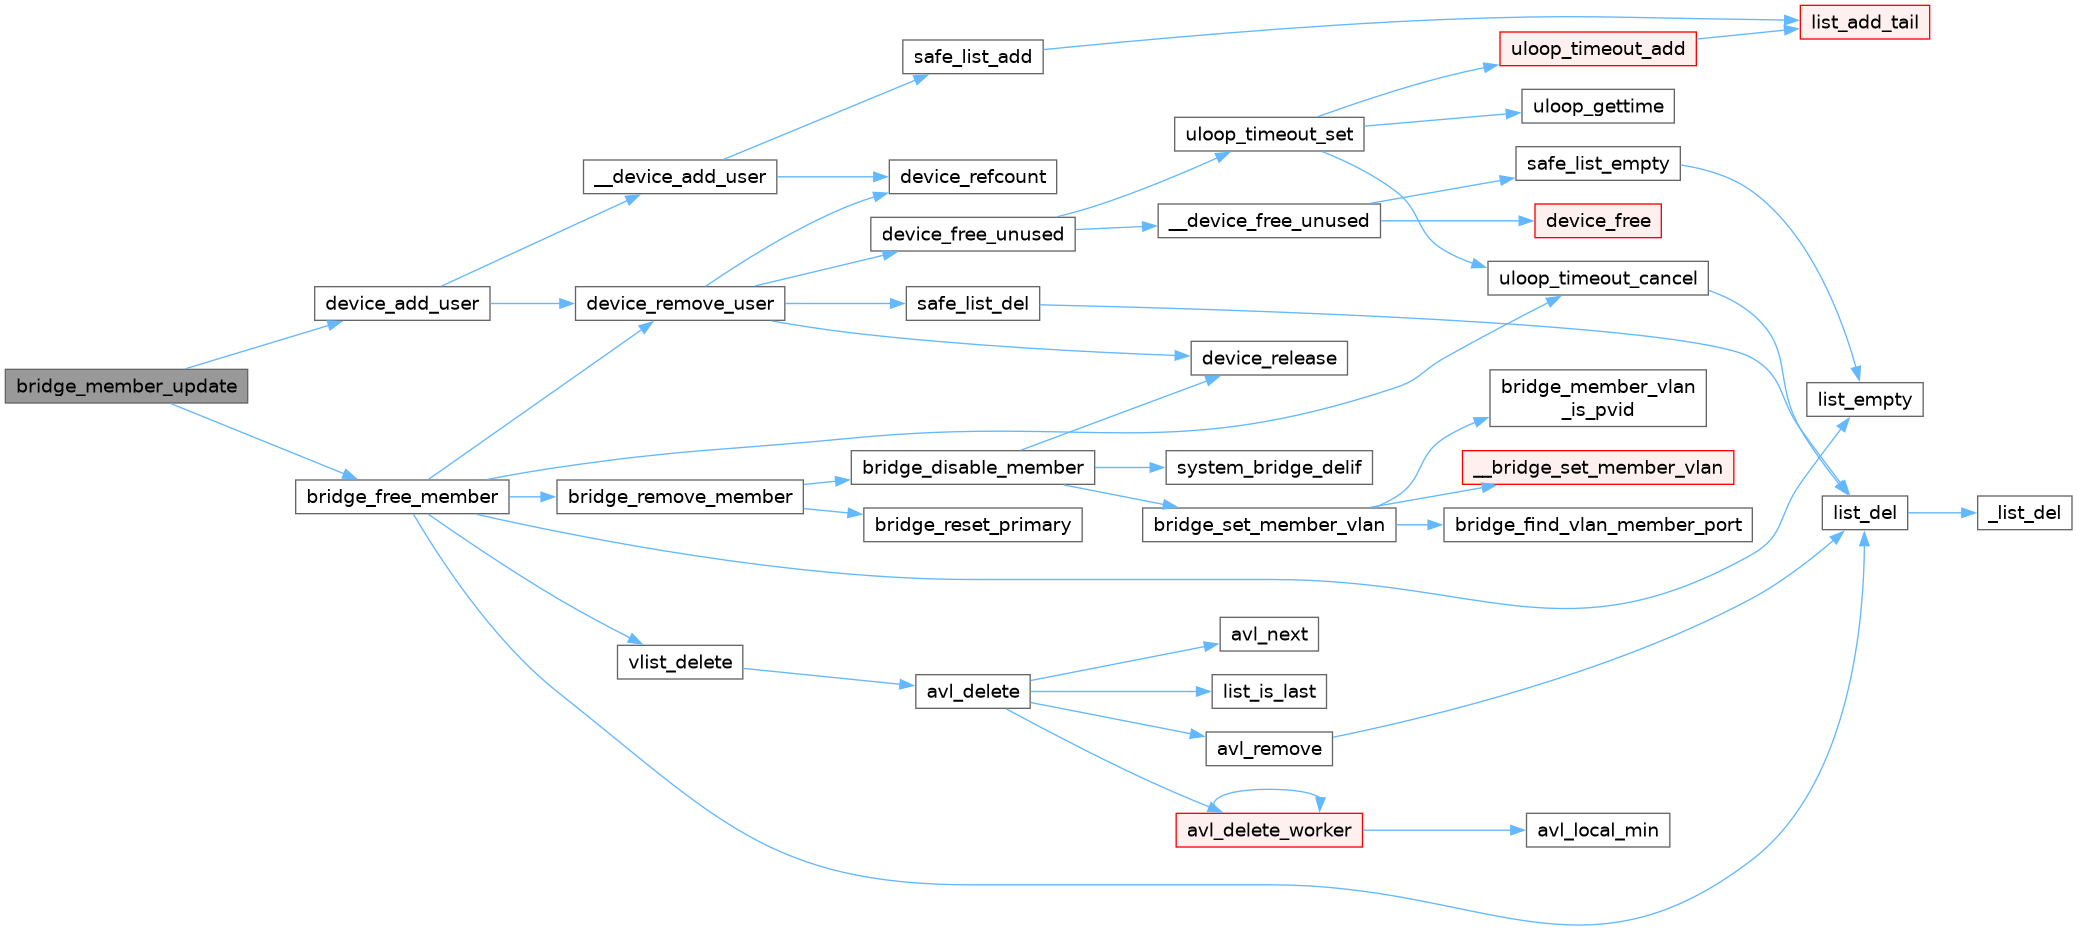 list_add_tail
safe_list_add
uloop_timeout_add
uloop_gettime
uloop_timeout_set
__device_add_user
device_refcount
safe_list_empty
device_free_unused
__device_free_unused
device_free
uloop_timeout_cancel
device_add_user
device_remove_user
safe_list_del
device_release
bridge_member_update
bridge_member_vlan
_is_pvid
list_empty
bridge_disable_member
system_bridge_delif
__bridge_set_member_vlan
bridge_free_member
bridge_remove_member
bridge_reset_primary
bridge_set_member_vlan
bridge_find_vlan_member_port
list_del
_list_del
avl_next
vlist_delete
avl_delete
list_is_last
avl_remove
avl_delete_worker
avl_local_min